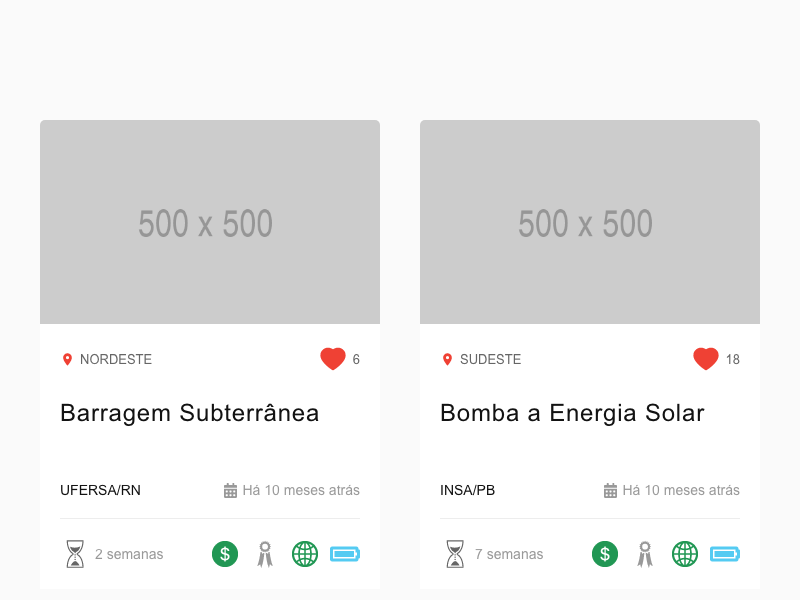 500 x 500
NORDESTE 6
Barragem Subterrânea
UFERSA/RN Há 10 meses atrás
2 semanas $
500 x 500
SUDESTE 18
Bomba a Energia Solar
INSA/PB Há 10 meses atrás
7 semanas $